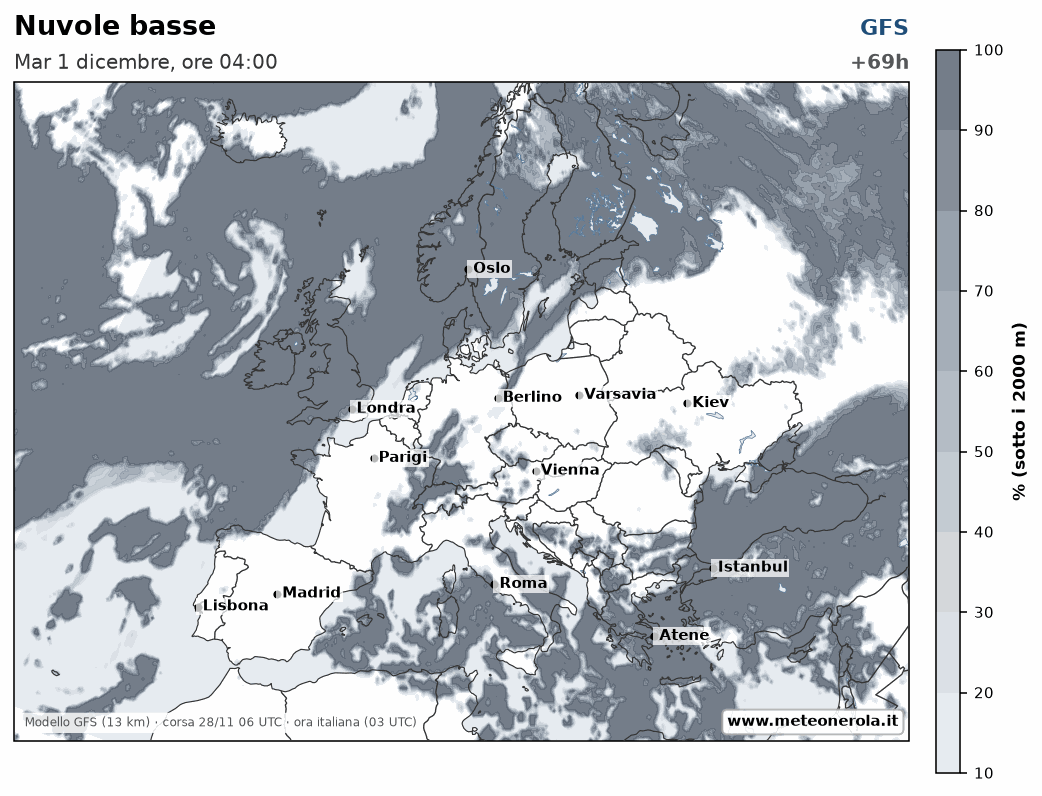 Nuvole basse
GFS
Mar 1 dicembre, ore 04:00
+69h
Oslo
Londra
Berlino
Varsavia
Kiev
Parigi
Vienna
Istanbul
Roma
Madrid
Lisbona
Atene
Modello GFS (13 km) · corsa 28/11 06 UTC · ora italiana (03 UTC)
www.meteonerola.it
100
90
80
70
60
50
40
30
20
10
% (sotto i 2000 m)